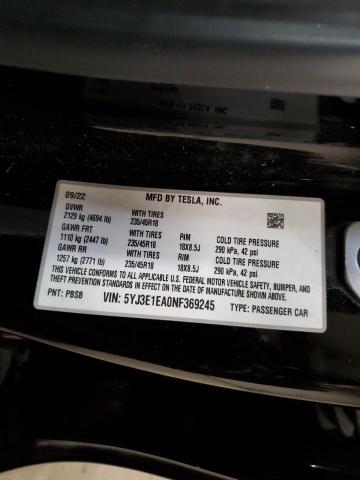 09/22 MFD BY TESLA, INC.
GVWR WITH TIRES
2129 kg (4694 lb) 235/45R18
GAWR FRT WITH TIRES RIM COLD TIRE PRESSURE
1110 kg (2447 lb) 235/45R18 18X8.5J 290 kPa, 42 psi
GAWR RR WITH TIRES RIM COLD TIRE PRESSURE
1257 kg (2771 lb) 235/45R18 18X8.5J 290 kPa, 42 psi
THIS VEHICLE CONFORMS TO ALL APPLICABLE U.S. FEDERAL MOTOR VEHICLE SAFETY, BUMPER, AND
THEFT PREVENTION STANDARDS IN EFFECT ON THE DATE OF MANUFACTURE SHOWN ABOVE.
PNT: PBSB VIN: 5YJ3E1EA0NF369245 TYPE: PASSENGER CAR